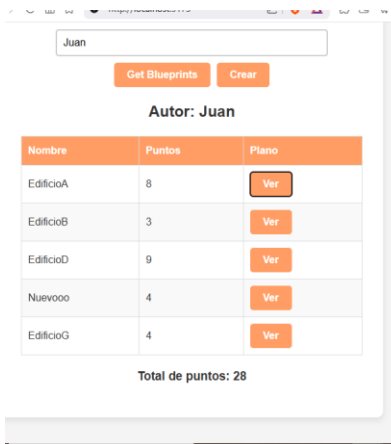 Juan
Get Blueprints Crear
Autor: Juan
Nombre Puntos Plano
EdificioA 8 Ver
EdificioB 3 Ver
EdificioD 9 Ver
Nuevooo 4 Ver
EdificioG 4 Ver
Total de puntos: 28